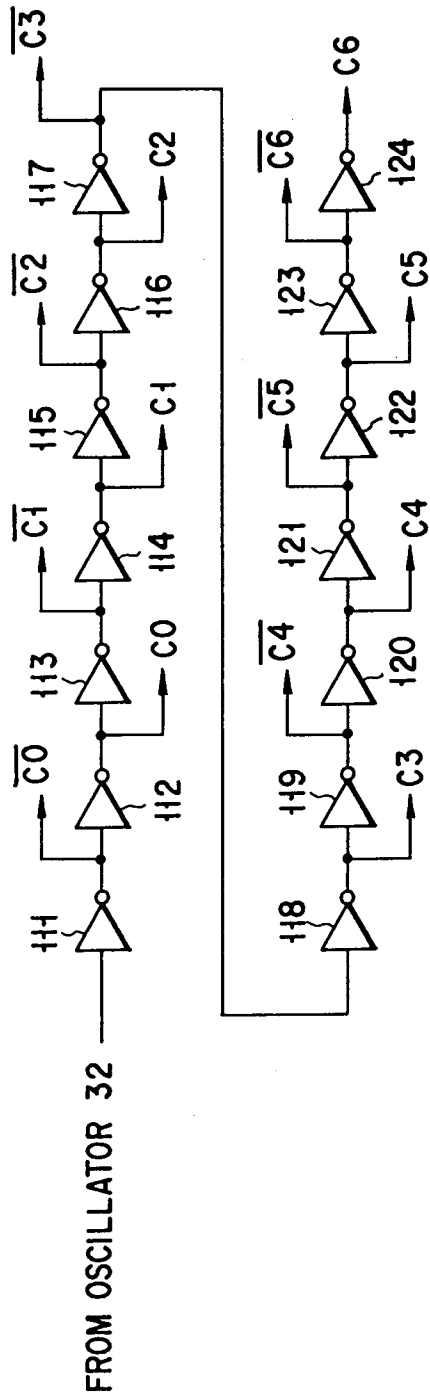 FROM OSCILLATOR 32
111
C̅0̅
112
C0
113
C̅1̅
114
C1
115
C̅2̅
116
C2
117
C̅3̅
118
C3
119
C̅4̅
120
C4
121
C̅5̅
122
C5
123
C̅6̅
124
C6